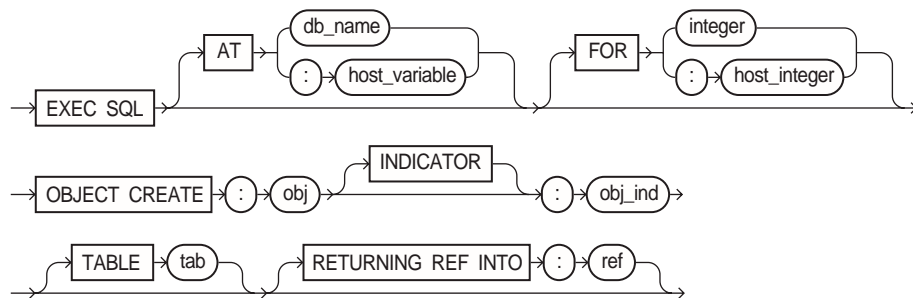 AT db_name FOR integer
: host_variable : host_integer
EXEC SQL
INDICATOR
OBJECT CREATE : obj : obj_ind
TABLE tab RETURNING REF INTO : ref